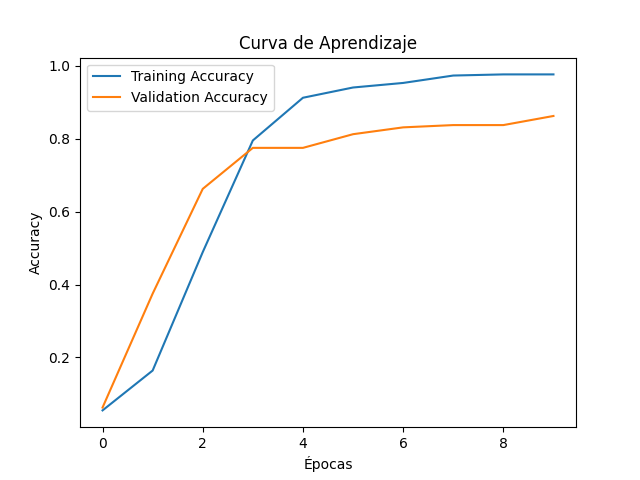 Curva de Aprendizaje
Training Accuracy
Validation Accuracy
1.0
0.8
0.6
0.4
0.2
Accuracy
0 2 4 6 8
Épocas